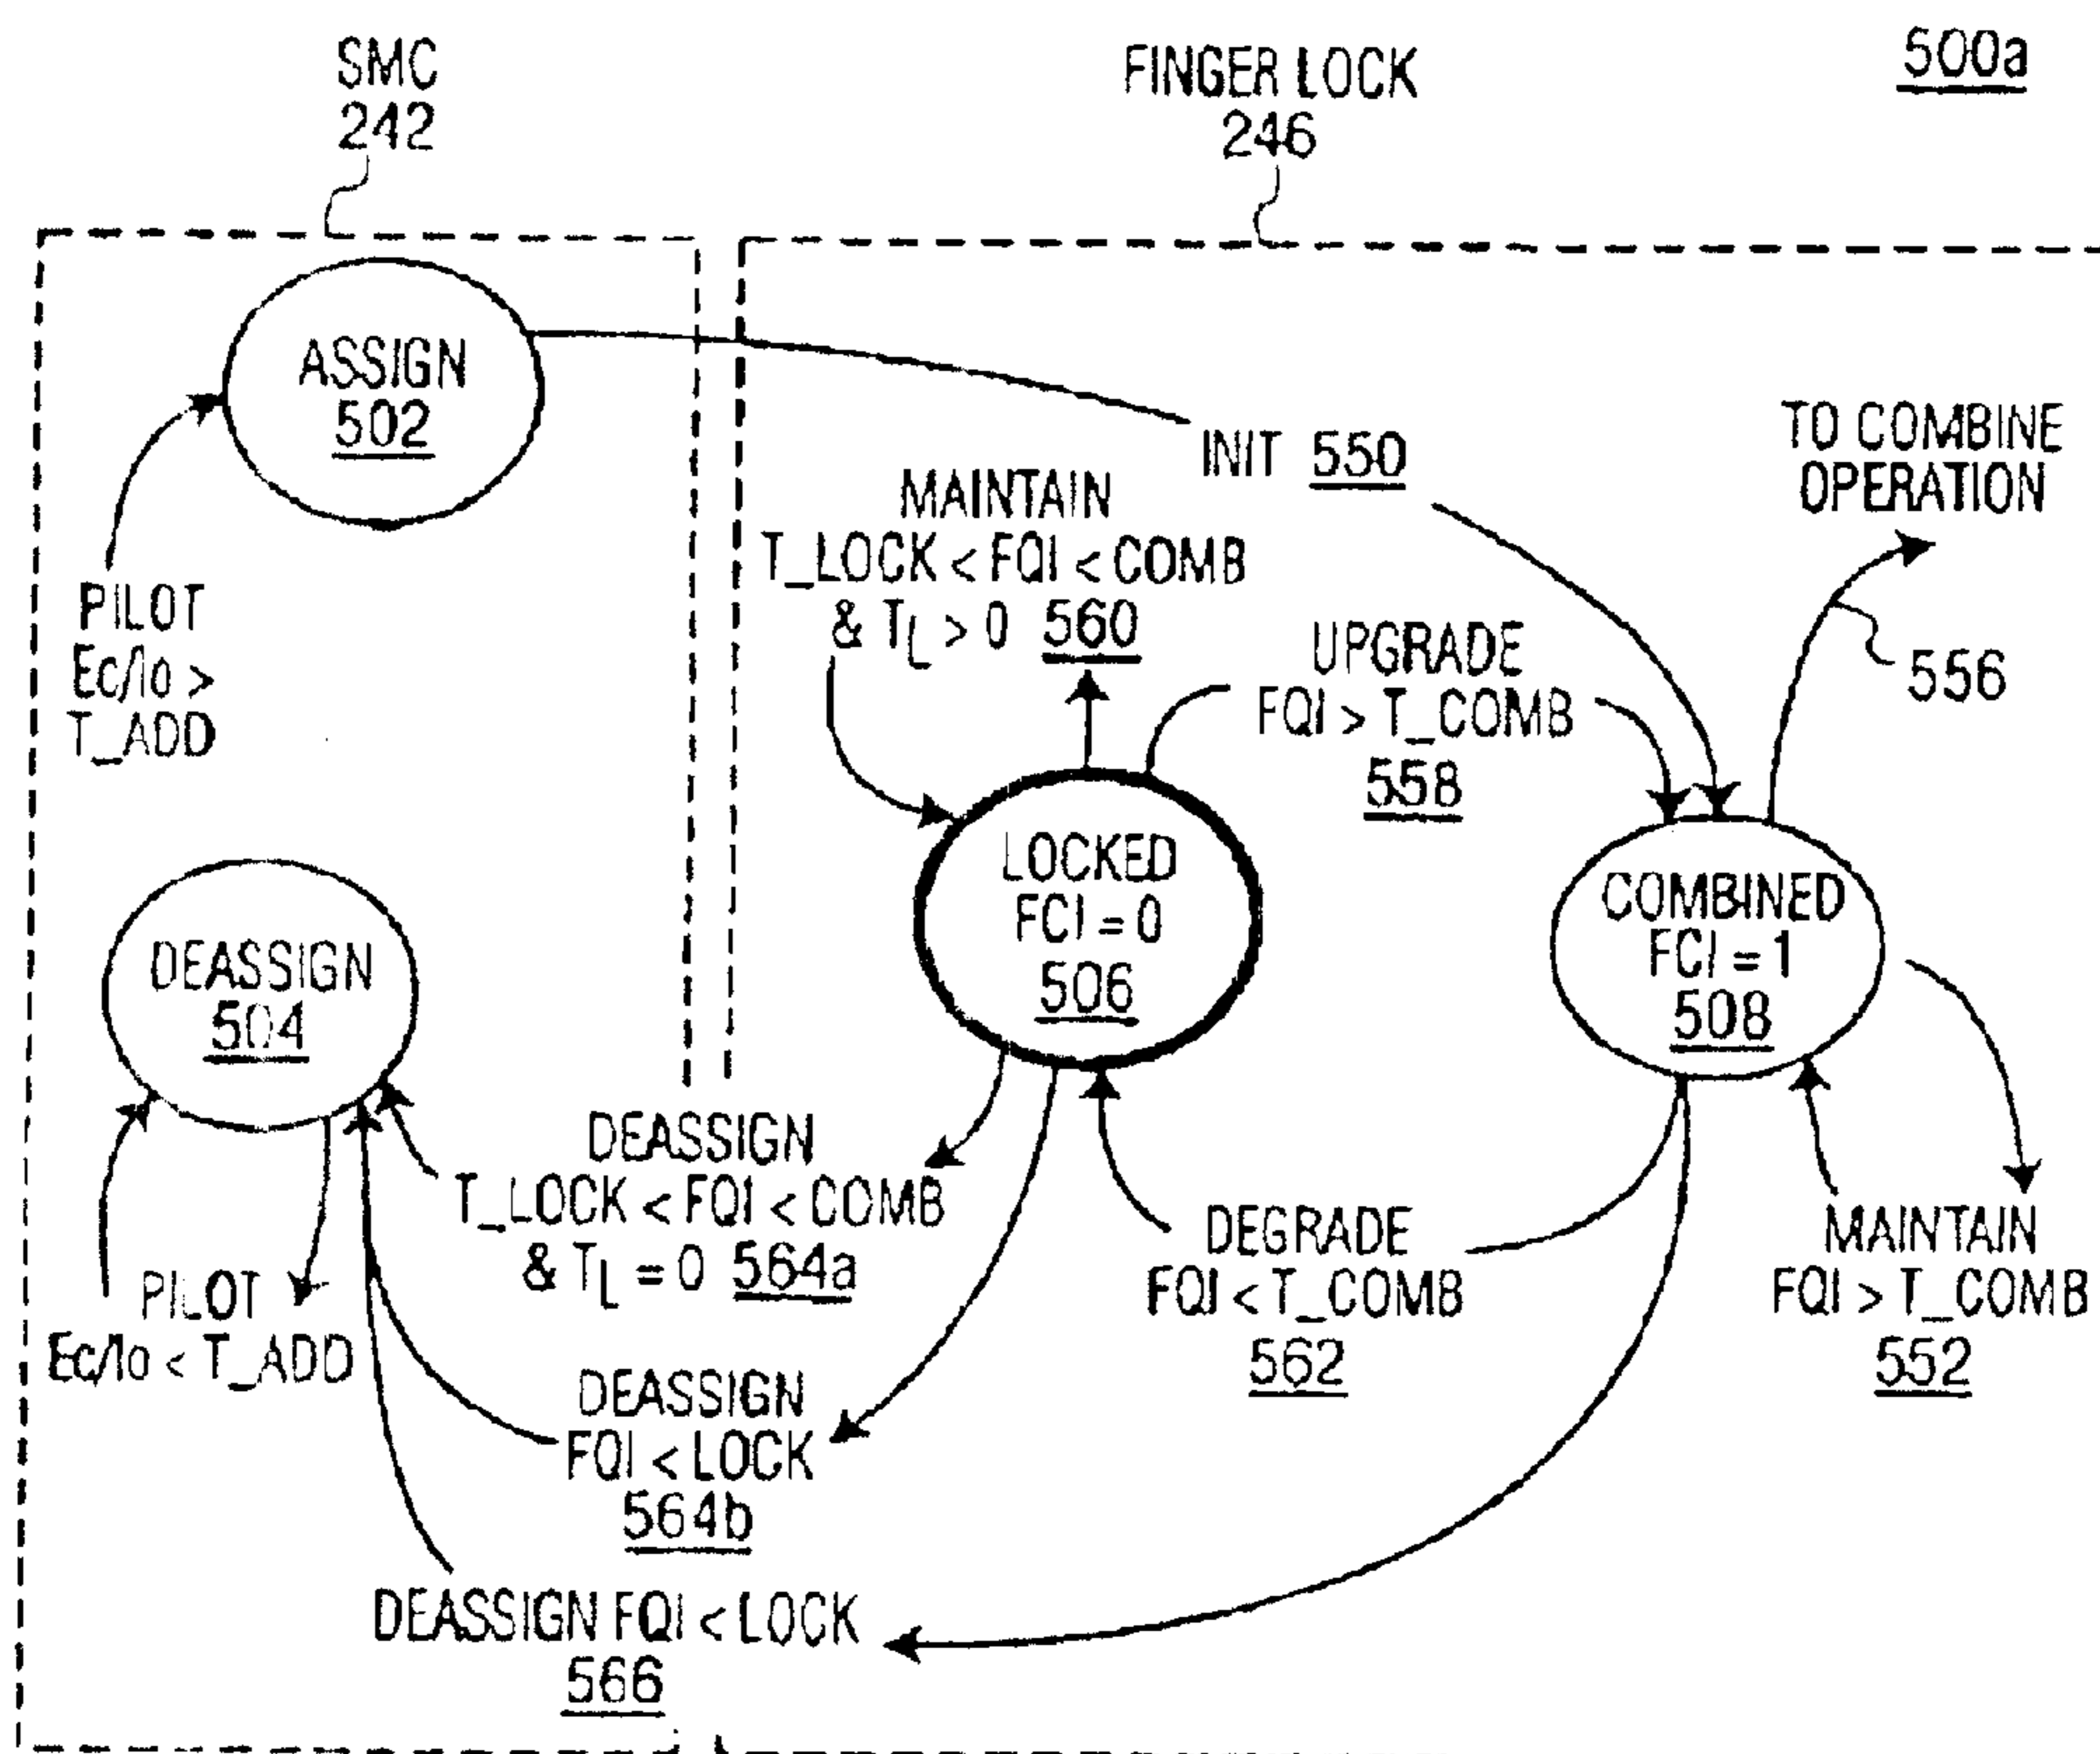 SMC
242
FINGER LOCK
246
500a
ASSIGN
502
INIT 550
TO COMBINE
OPERATION
556
MAINTAIN
T_LOCK < FQI < COMB
& TL > 0 560
PILOT
Ec/Io >
T_ADD
UPGRADE
FQI > T_COMB
558
LOCKED
FCI = 0
506
COMBINED
FCI = 1
508
DEASSIGN
504
DEASSIGN
T_LOCK < FQI < COMB
& TL = 0 564a
DEGRADE
FQI < T_COMB
562
MAINTAIN
FQI > T_COMB
552
PILOT
Ec/Io < T_ADD
DEASSIGN
FQI < LOCK
564b
DEASSIGN FQI < LOCK
566